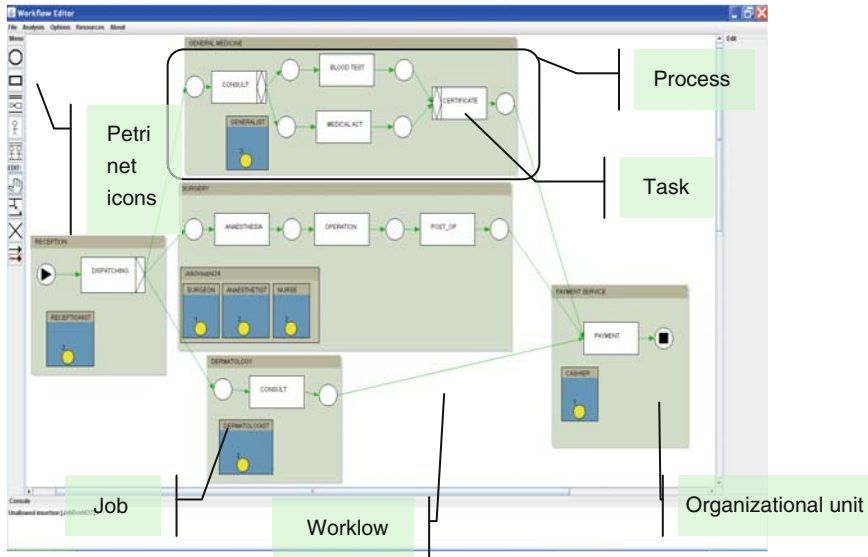 Workflow Editor
File Analysis Options Resources About
Menu
Edit
GENERAL MEDICINE
CONSULT
BLOOD TEST
MEDICAL ACT
CERTIFICATE
GENERALIST
Process
Petri
net
icons
Task
EDIT
SURGERY
ANAESTHESIA
OPERATION
POST_OP
RECEPTION
DISPATCHING
RECEPTIONIST
SURGEON
ANAESTHETIST
NURSE
PAYMENT SERVICE
PAYMENT
CASHIER
DERMATOLOGY
CONSULT
DERMATOLOGIST
Job
Worklow
Organizational unit
Console